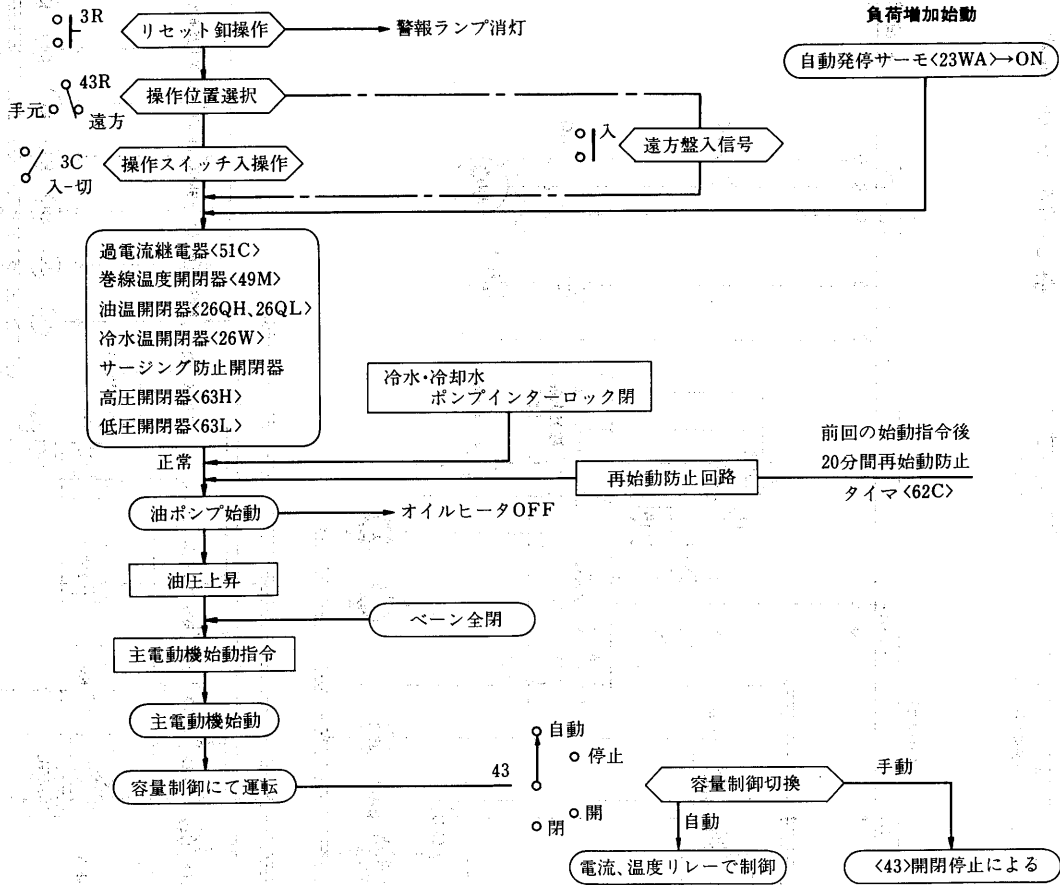 3R
リセット釦操作
警報ランプ消灯
負荷増加始動
自動発停サーモ<23WA>→ON
43R
手元
遠方
操作位置選択
入
遠方盤入信号
3C
入-切
操作スイッチ入操作
過電流継電器<51C>
巻線温度開閉器<49M>
油温開閉器<26QH、26QL>
冷水温開閉器<26W>
サージング防止開閉器
高圧開閉器<63H>
低圧開閉器<63L>
冷水・冷却水
ポンプインターロック閉
正常
前回の始動指令後
20分間再始動防止
タイマ<62C>
再始動防止回路
油ポンプ始動
オイルヒータOFF
油圧上昇
ベーン全閉
主電動機始動指令
主電動機始動
自動
停止
43
開
閉
容量制御にて運転
容量制御切換
手動
自動
電流、温度リレーで制御
<43>開閉停止による